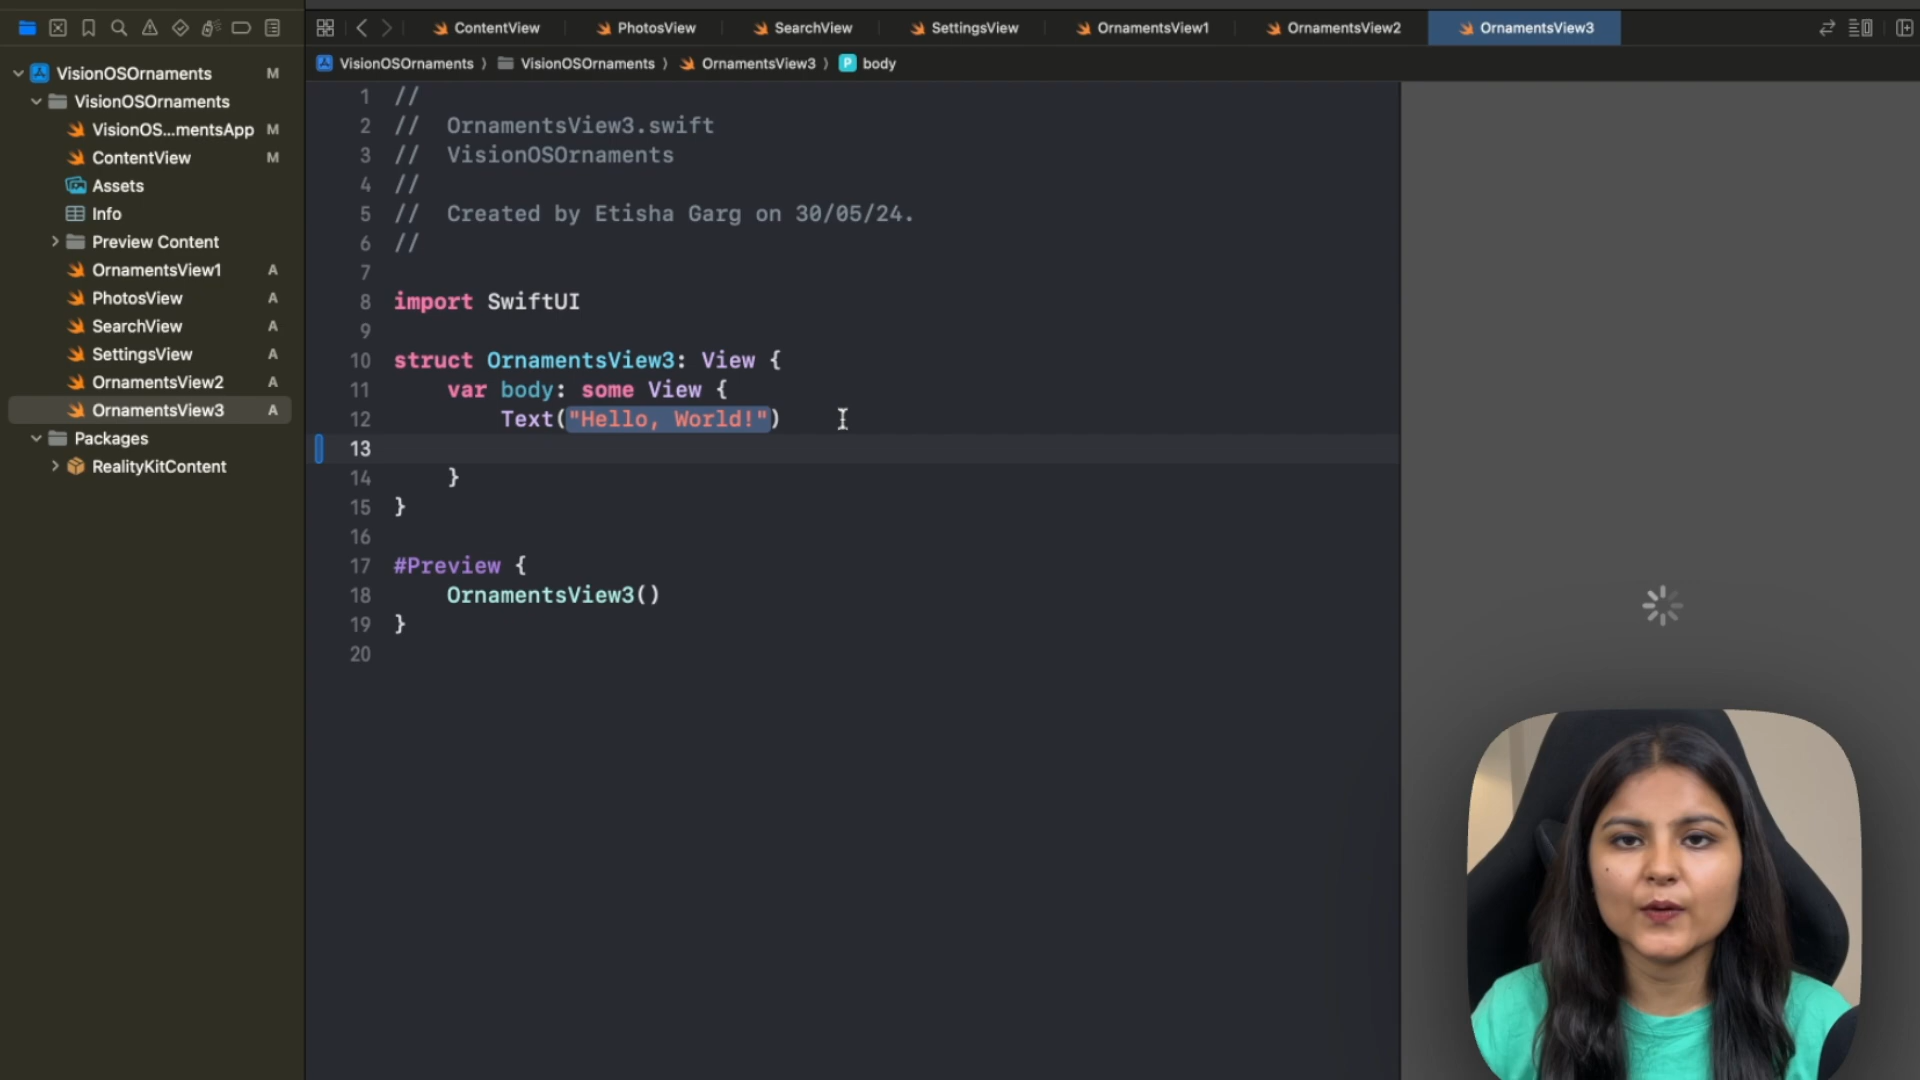 ContentView
PhotosView
SearchView
SettingsView
OrnamentsView1
OrnamentsView2
OrnamentsView3
VisionOSOrnaments
VisionOSOrnaments
OrnamentsView3
P
body
VisionOSOrnaments M
VisionOSOrnaments
VisionOS...mentsApp M
ContentView M
Assets
Info
Preview Content
OrnamentsView1 A
PhotosView A
SearchView A
SettingsView A
OrnamentsView2 A
OrnamentsView3 A
Packages
RealityKitContent
1 //
2 //  OrnamentsView3.swift
3 //  VisionOSOrnaments
4 //
5 //  Created by Etisha Garg on 30/05/24.
6 //
7
8 import SwiftUI
9
10 struct OrnamentsView3: View {
11     var body: some View {
12         Text("Hello, World!")
13
14     }
15 }
16
17 #Preview {
18     OrnamentsView3()
19 }
20